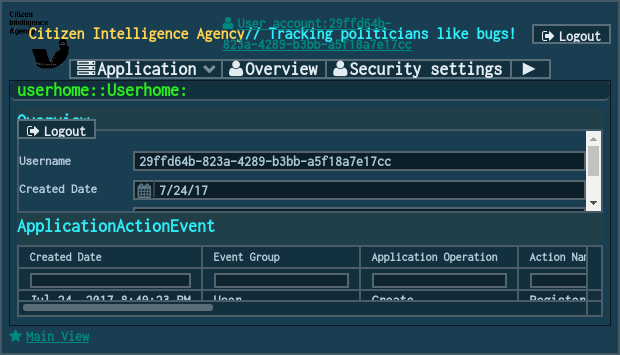 Citizen
Intelligence
Agency
User account:29ffd64b-
823a-4289-b3bb-a5f18a7e17cc
Citizen Intelligence Agency// Tracking politicians like bugs!
Logout
Application
Overview
Security settings
userhome::Userhome:
Overview
Logout
Username
29ffd64b-823a-4289-b3bb-a5f18a7e17cc
Created Date
7/24/17
ApplicationActionEvent
Created Date Event Group Application Operation Action Nam
Jul 24, 2017 8:49:23 PM User Create Register
Main View